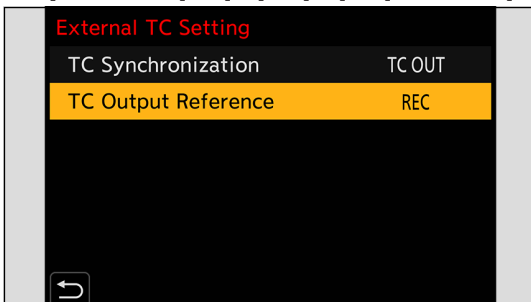 External TC Setting
TC Synchronization TC OUT
TC Output Reference REC